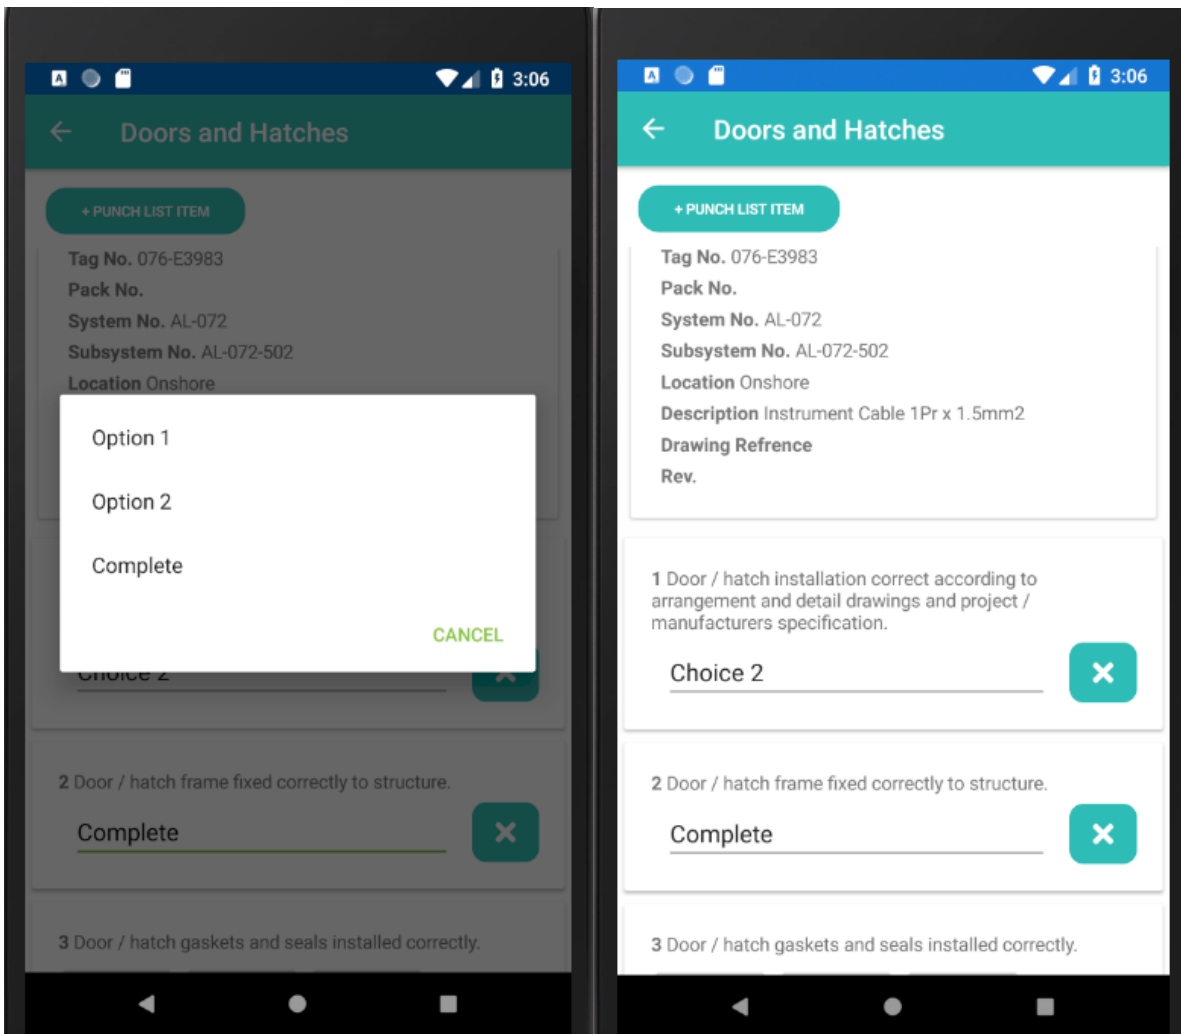 3:06
Doors and Hatches
+ PUNCH LIST ITEM
Tag No. 076-E3983
Pack No.
System No. AL-072
Subsystem No. AL-072-502
Location Onshore
Option 1
Option 2
Complete
CANCEL
Choice 2
2 Door / hatch frame fixed correctly to structure.
Complete
3 Door / hatch gaskets and seals installed correctly.
3:06
Doors and Hatches
+ PUNCH LIST ITEM
Tag No. 076-E3983
Pack No.
System No. AL-072
Subsystem No. AL-072-502
Location Onshore
Description Instrument Cable 1Pr x 1.5mm2
Drawing Refrence
Rev.
1 Door / hatch installation correct according to
arrangement and detail drawings and project /
manufacturers specification.
Choice 2
2 Door / hatch frame fixed correctly to structure.
Complete
3 Door / hatch gaskets and seals installed correctly.